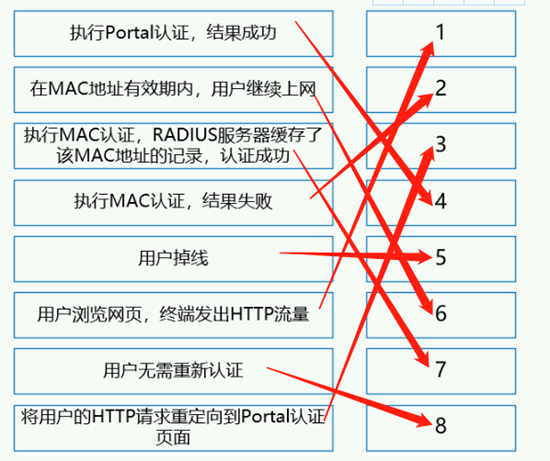 执行Portal认证，结果成功
1
在MAC地址有效期内，用户继续上网
2
执行MAC认证，RADIUS服务器缓存了
该MAC地址的记录，认证成功
3
执行MAC认证，结果失败
4
用户掉线
5
用户浏览网页，终端发出HTTP流量
6
用户无需重新认证
7
将用户的HTTP请求重定向到Portal认证
页面
8